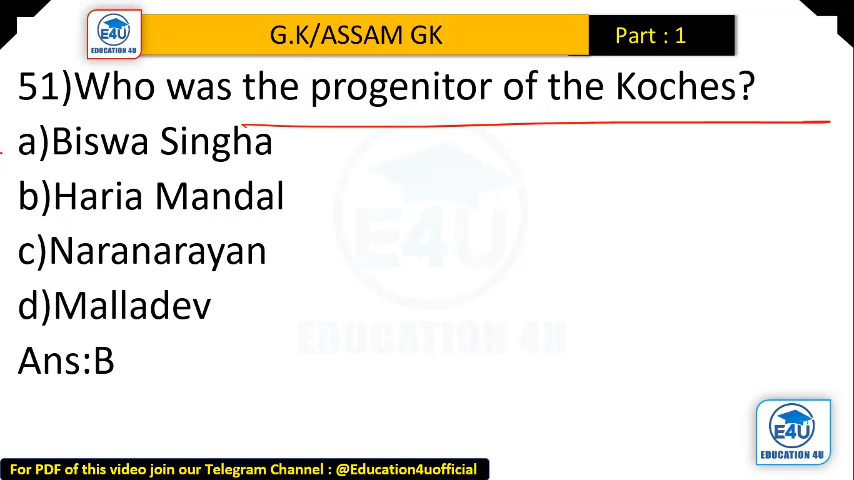 E4U
EDUCATION 4U
G.K/ASSAM GK
Part : 1
51)Who was the progenitor of the Koches?
a)Biswa Singha
b)Haria Mandal
c)Naranarayan
d)Malladev
Ans:B
E4U
EDUCATION 4U
E4U
EDUCATION 4U
For PDF of this video join our Telegram Channel : @Education4uofficial